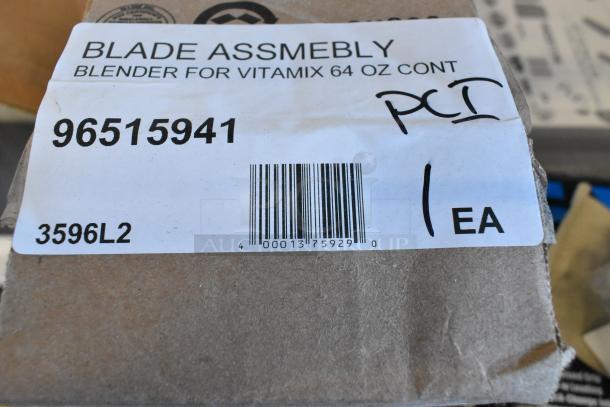 BLADE ASSMEBLY
BLENDER FOR VITAMIX 64 OZ CONT
PCI
96515941
3596L2
4 00013 75929 0
1 EA